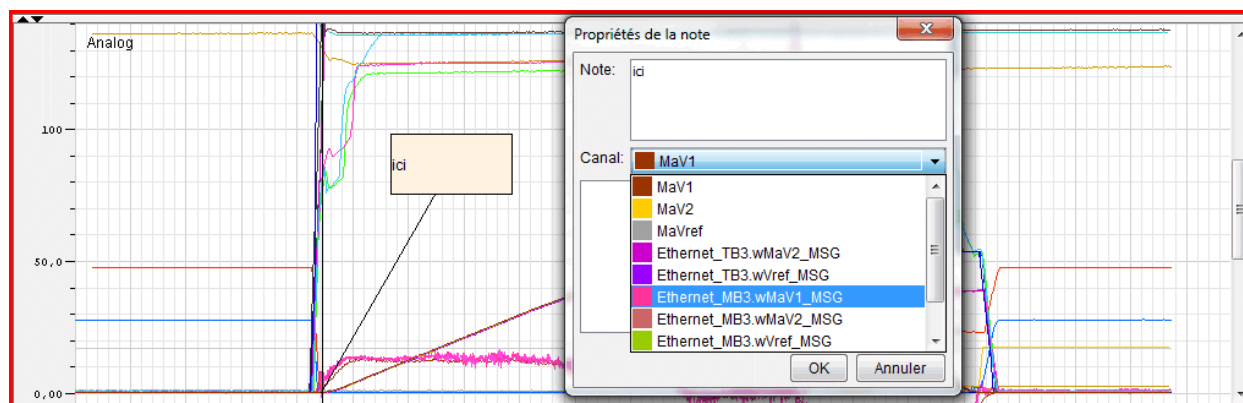 Analog
100
50,0
0,00
ici
Propriétés de la note
Note:
ici
Canal:
MaV1
MaV1
MaV2
MaVref
Ethernet_TB3.wMaV2_MSG
Ethernet_TB3.wVref_MSG
Ethernet_MB3.wMaV1_MSG
Ethernet_MB3.wMaV2_MSG
Ethernet_MB3.wVref_MSG
OK
Annuler